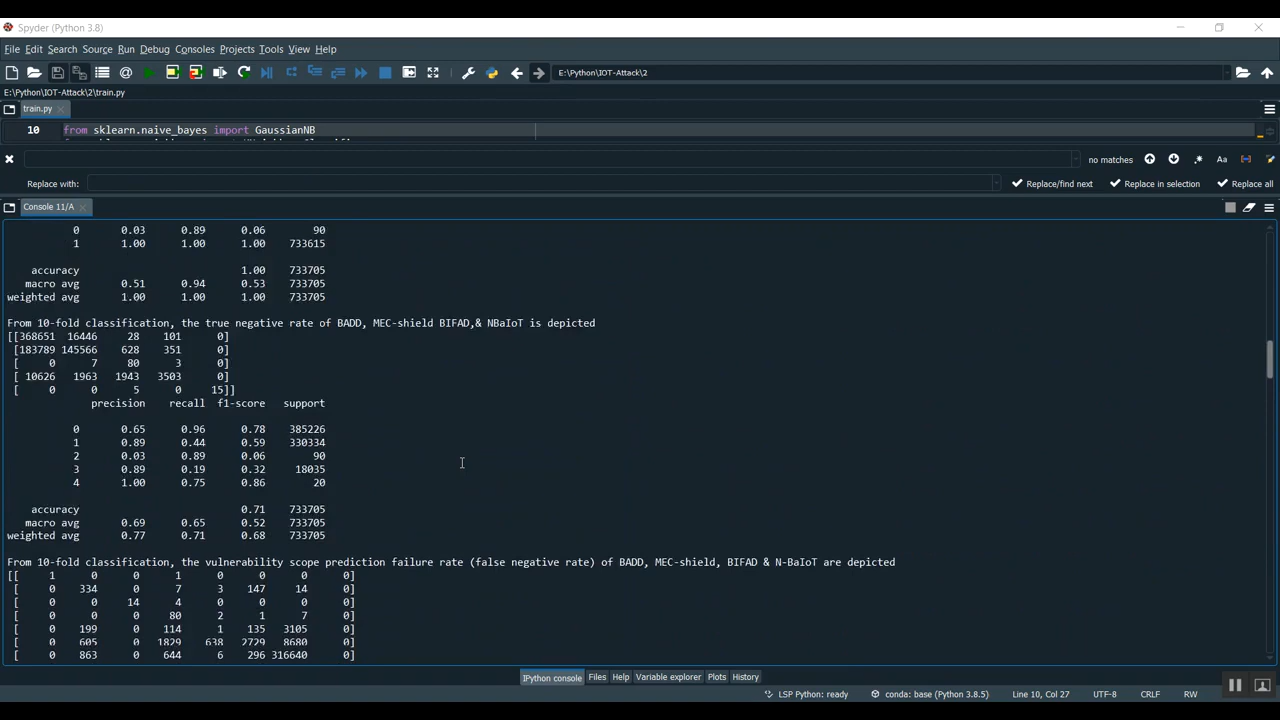 Spyder (Python 3.8)
File Edit Search Source Run Debug Consoles Projects Tools View Help
E:\Python\IOT-Attack\2
E:\Python\IOT-Attack\2\train.py
train.py
10 from sklearn.naive_bayes import GaussianNB
no matches
Aa
Replace with:
Replace/find next Replace in selection Replace all
Console 11/A
0 0.03 0.89 0.06 90
1 1.00 1.00 1.00 733615
accuracy 1.00 733705
macro avg 0.51 0.94 0.53 733705
weighted avg 1.00 1.00 1.00 733705
From 10-fold classification, the true negative rate of BADD, MEC-shield BIFAD,& NBaIoT is depicted
[[368651 16446 28 101 0]
[183789 145566 628 351 0]
[ 0 7 80 3 0]
[ 10626 1963 1943 3503 0]
[ 0 0 5 0 15]]
precision recall f1-score support
0 0.65 0.96 0.78 385226
1 0.89 0.44 0.59 330334
2 0.03 0.89 0.06 90
3 0.89 0.19 0.32 18035
4 1.00 0.75 0.86 20
accuracy 0.71 733705
macro avg 0.69 0.65 0.52 733705
weighted avg 0.77 0.71 0.68 733705
From 10-fold classification, the vulnerability scope prediction failure rate (false negative rate) of BADD, MEC-shield, BIFAD & N-BaIoT are depicted
[[ 1 0 0 1 0 0 0 0]
[ 0 334 0 7 3 147 14 0]
[ 0 0 14 4 0 0 0 0]
[ 0 0 0 80 2 1 7 0]
[ 0 199 0 114 1 135 3105 0]
[ 0 605 0 1829 638 2729 8680 0]
[ 0 863 0 644 6 296 316640 0]
IPython console Files Help Variable explorer Plots History
LSP Python: ready conda: base (Python 3.8.5) Line 10, Col 27 UTF-8 CRLF RW